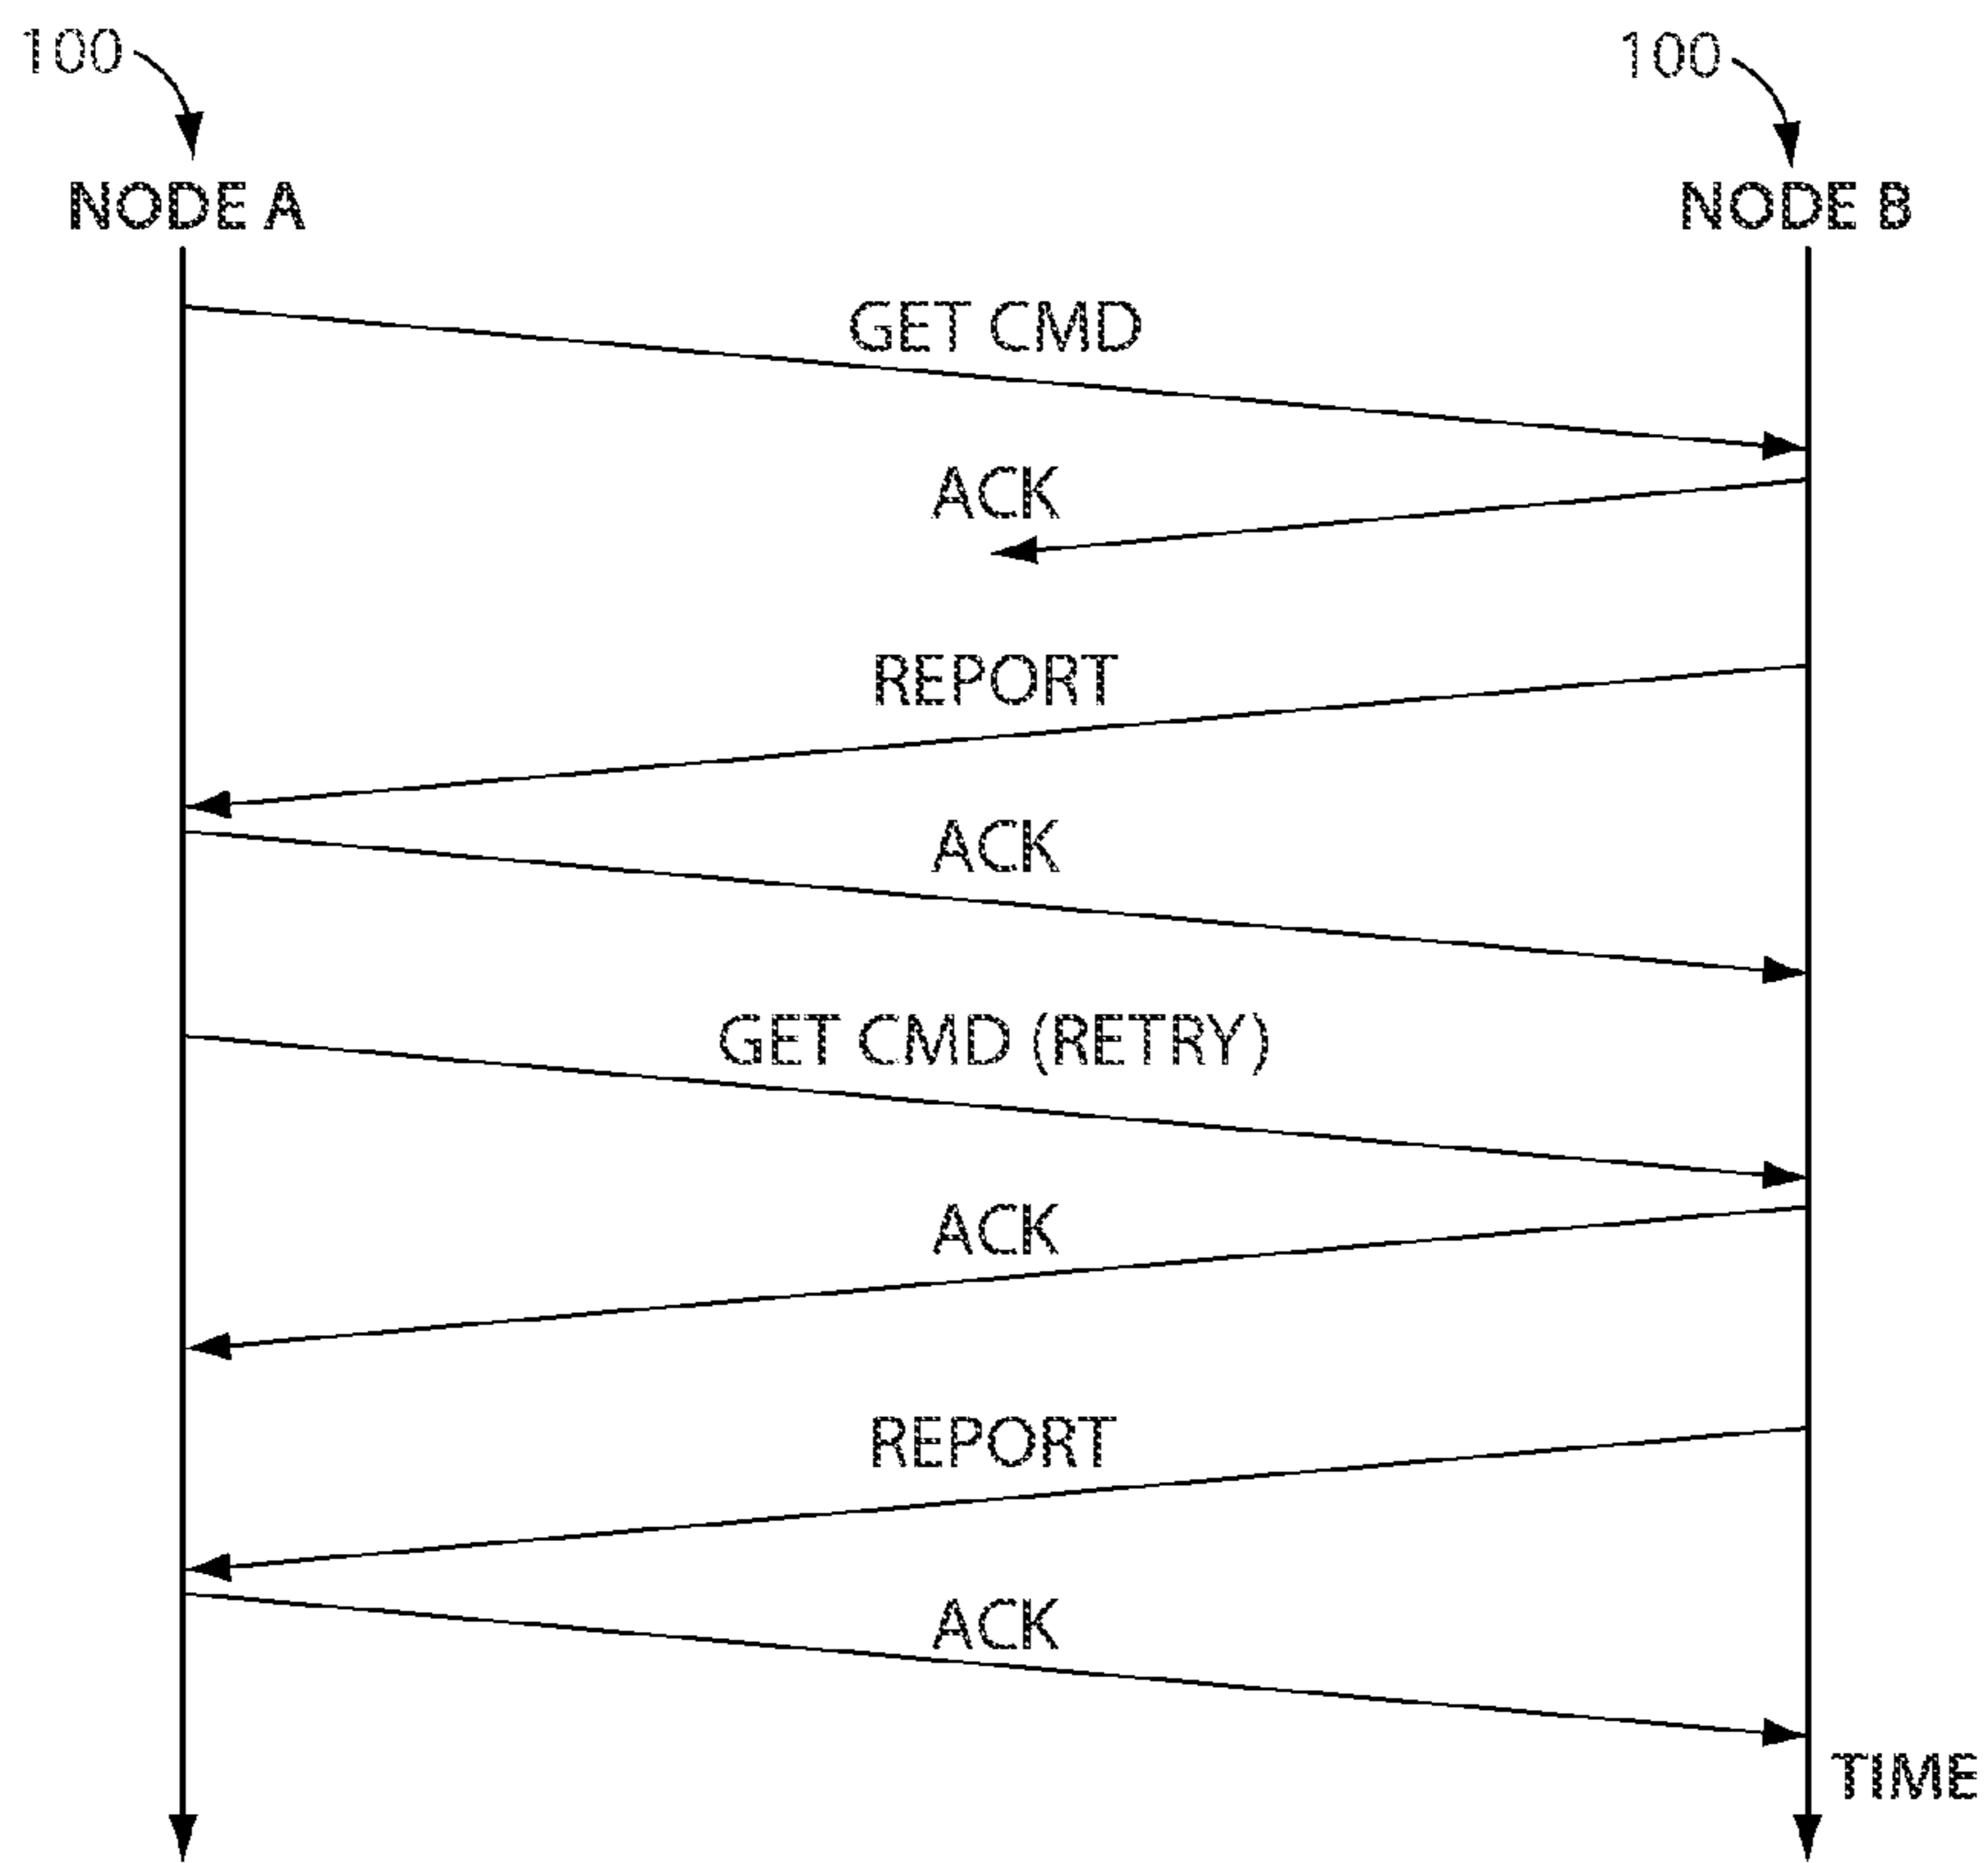 100
100
NODE A
NODE B
GET CMD
ACK
REPORT
ACK
GET CMD (RETRY)
ACK
REPORT
ACK
TIME